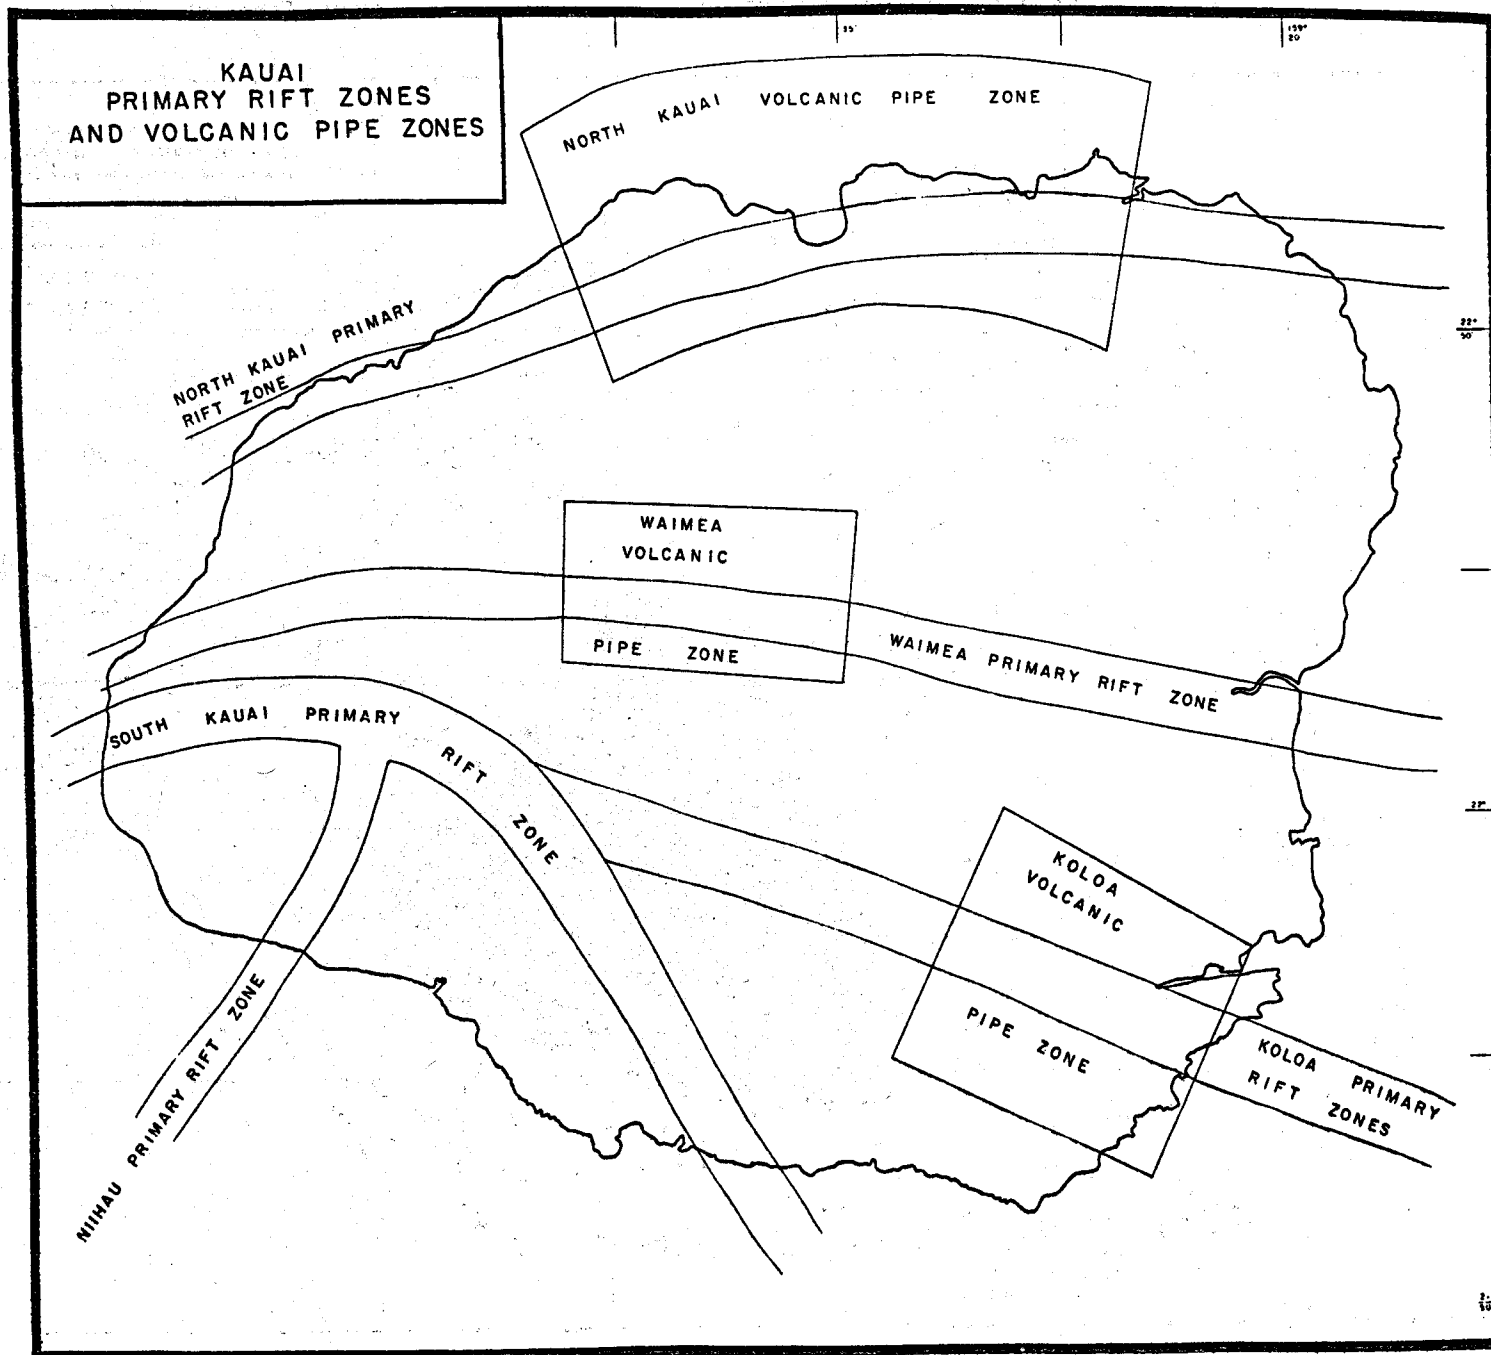 KAUAI
PRIMARY RIFT ZONES
AND VOLCANIC PIPE ZONES
159°
20'
NORTH KAUAI VOLCANIC PIPE ZONE
NORTH KAUAI PRIMARY
RIFT ZONE
WAIMEA
VOLCANIC
PIPE ZONE
WAIMEA PRIMARY RIFT ZONE
SOUTH KAUAI PRIMARY RIFT ZONE
KOLOA
VOLCANIC
PIPE ZONE
KOLOA PRIMARY
RIFT ZONES
NIIHAU PRIMARY RIFT ZONE